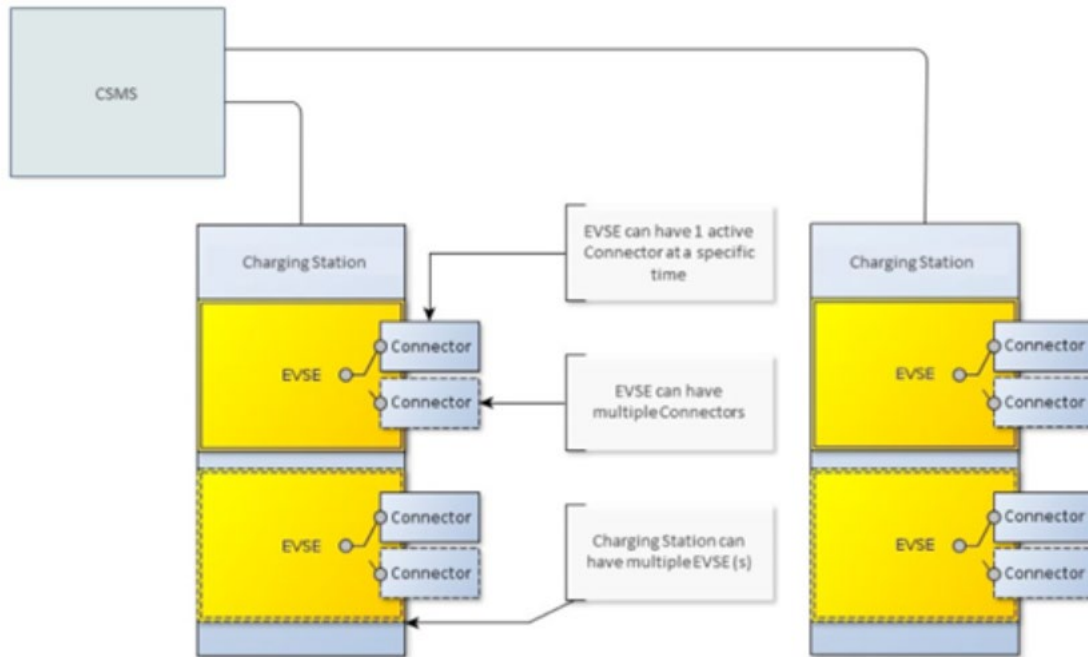 CSMS
EVSE can have 1 active
Connector at a specific
time
Charging Station
Charging Station
Connector
Connector
EVSE
EVSE
EVSE can have
multiple Connectors
Connector
Connector
Connector
Connector
EVSE
EVSE
Charging Station can
have multiple EVSE (s)
Connector
Connector